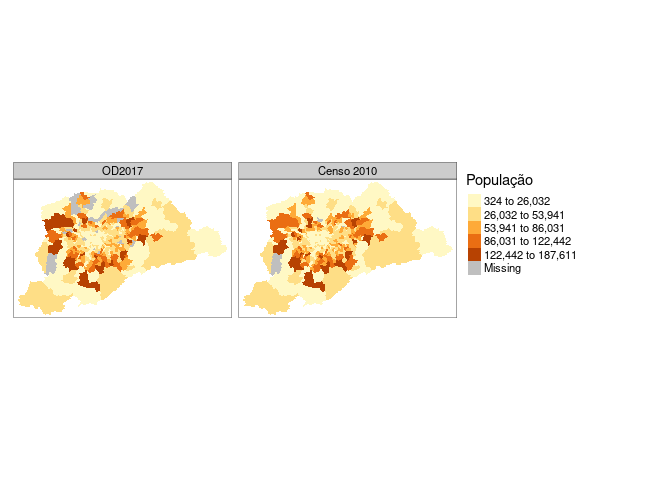 OD2017
Censo 2010
População
324 to 26,032
26,032 to 53,941
53,941 to 86,031
86,031 to 122,442
122,442 to 187,611
Missing